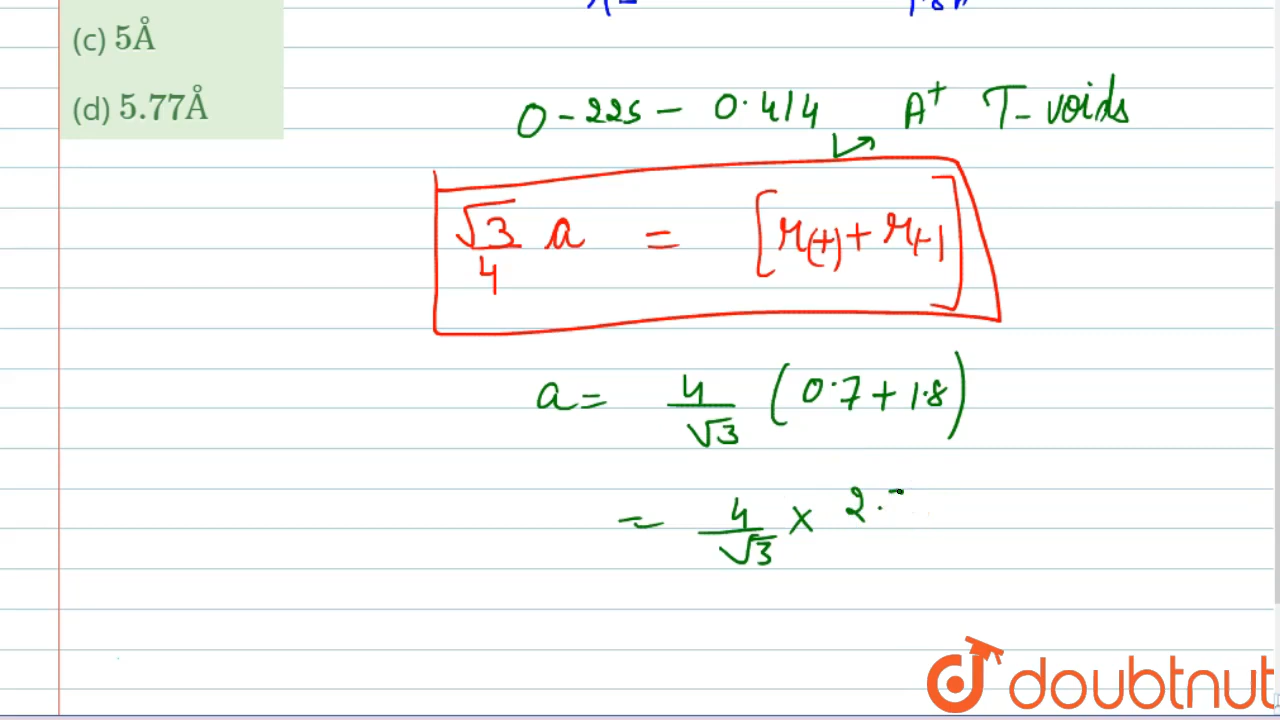 (c) 5Å
(d) 5.77Å
0-225 - 0.414 A⁺ T-voids
√3/4 a = [r(+) + r(-)]
a = 4/√3 (0.7 + 1.8)
= 4/√3 × 2.
doubtnut